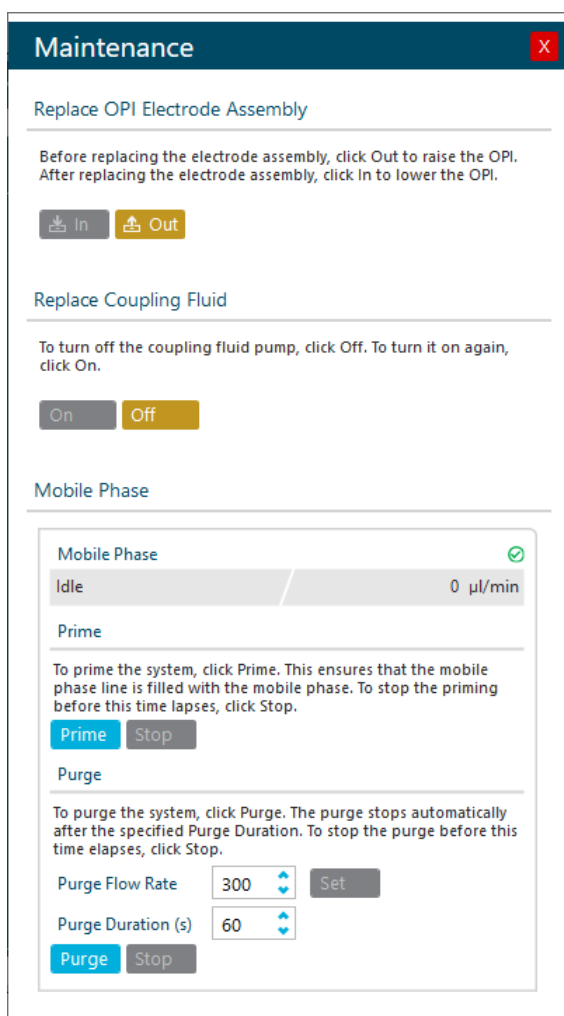 Maintenance
X
Replace OPI Electrode Assembly
Before replacing the electrode assembly, click Out to raise the OPI.
After replacing the electrode assembly, click In to lower the OPI.
In Out
Replace Coupling Fluid
To turn off the coupling fluid pump, click Off. To turn it on again,
click On.
On Off
Mobile Phase
Mobile Phase
Idle 0 µl/min
Prime
To prime the system, click Prime. This ensures that the mobile
phase line is filled with the mobile phase. To stop the priming
before this time lapses, click Stop.
Prime Stop
Purge
To purge the system, click Purge. The purge stops automatically
after the specified Purge Duration. To stop the purge before this
time elapses, click Stop.
Purge Flow Rate 300 Set
Purge Duration (s) 60
Purge Stop